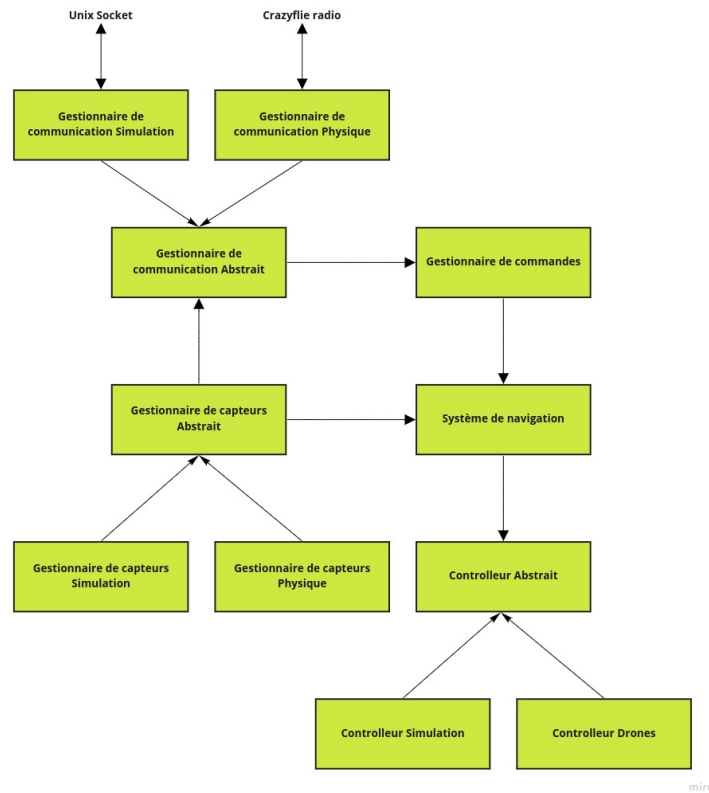 Unix Socket
Crazyflie radio
Gestionnaire de
communication Simulation
Gestionnaire de
communication Physique
Gestionnaire de
communication Abstrait
Gestionnaire de commandes
Gestionnaire de capteurs
Abstrait
Système de navigation
Gestionnaire de capteurs
Simulation
Gestionnaire de capteurs
Physique
Controlleur Abstrait
Controlleur Simulation
Controlleur Drones